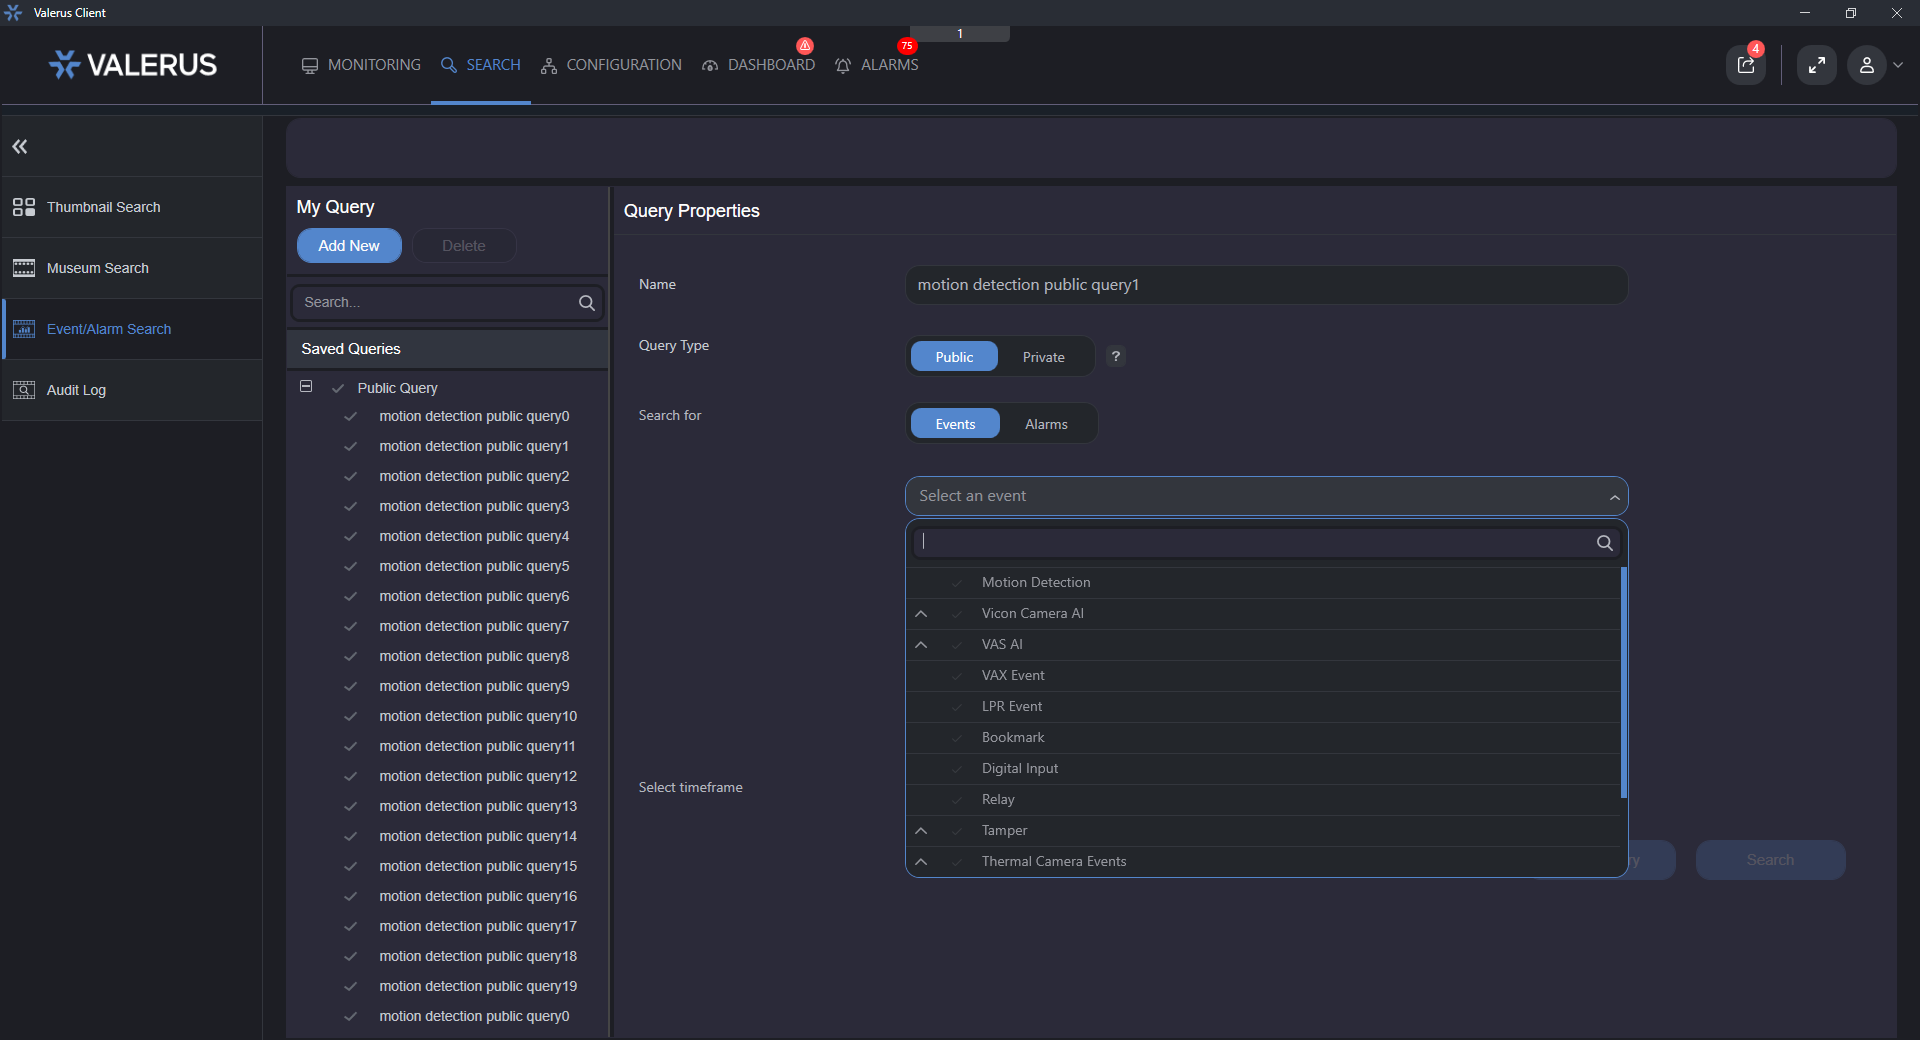 Valerus Client
1
VALERUS
MONITORING
SEARCH
CONFIGURATION
DASHBOARD
75
ALARMS
4
Thumbnail Search
Museum Search
Event/Alarm Search
Audit Log
My Query
Add New
Delete
Search...
Saved Queries
Public Query
motion detection public query0
motion detection public query1
motion detection public query2
motion detection public query3
motion detection public query4
motion detection public query5
motion detection public query6
motion detection public query7
motion detection public query8
motion detection public query9
motion detection public query10
motion detection public query11
motion detection public query12
motion detection public query13
motion detection public query14
motion detection public query15
motion detection public query16
motion detection public query17
motion detection public query18
motion detection public query19
motion detection public query0
Query Properties
Name
motion detection public query1
Query Type
Public
Private
?
Search for
Events
Alarms
Select an event
Motion Detection
Vicon Camera AI
VAS AI
VAX Event
LPR Event
Bookmark
Digital Input
Relay
Tamper
Thermal Camera Events
Select timeframe
Search